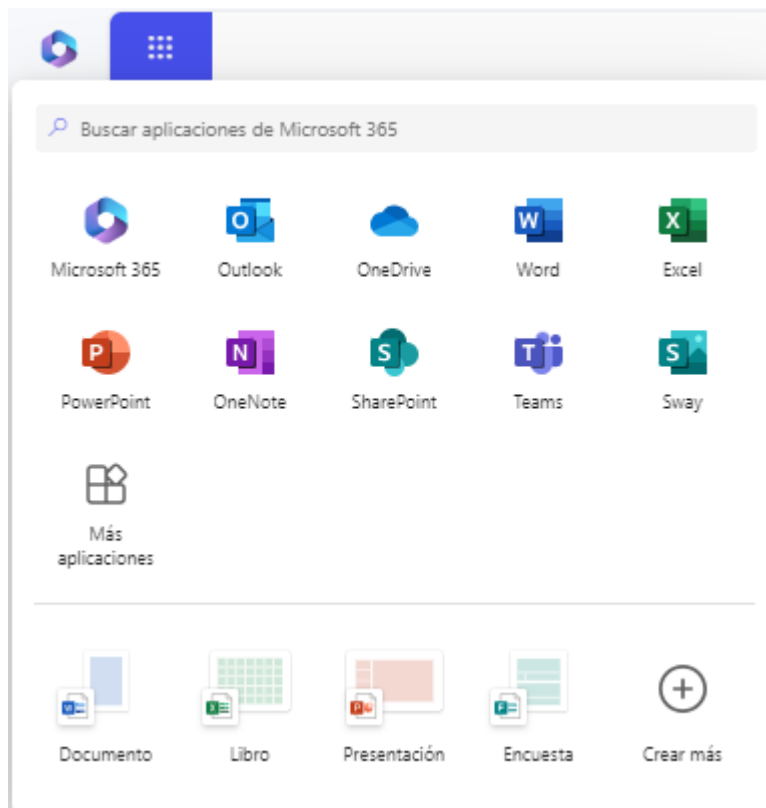 Buscar aplicaciones de Microsoft 365
Microsoft 365
Outlook
OneDrive
Word
Excel
PowerPoint
OneNote
SharePoint
Teams
Sway
Más
aplicaciones
Documento
Libro
Presentación
Encuesta
Crear más